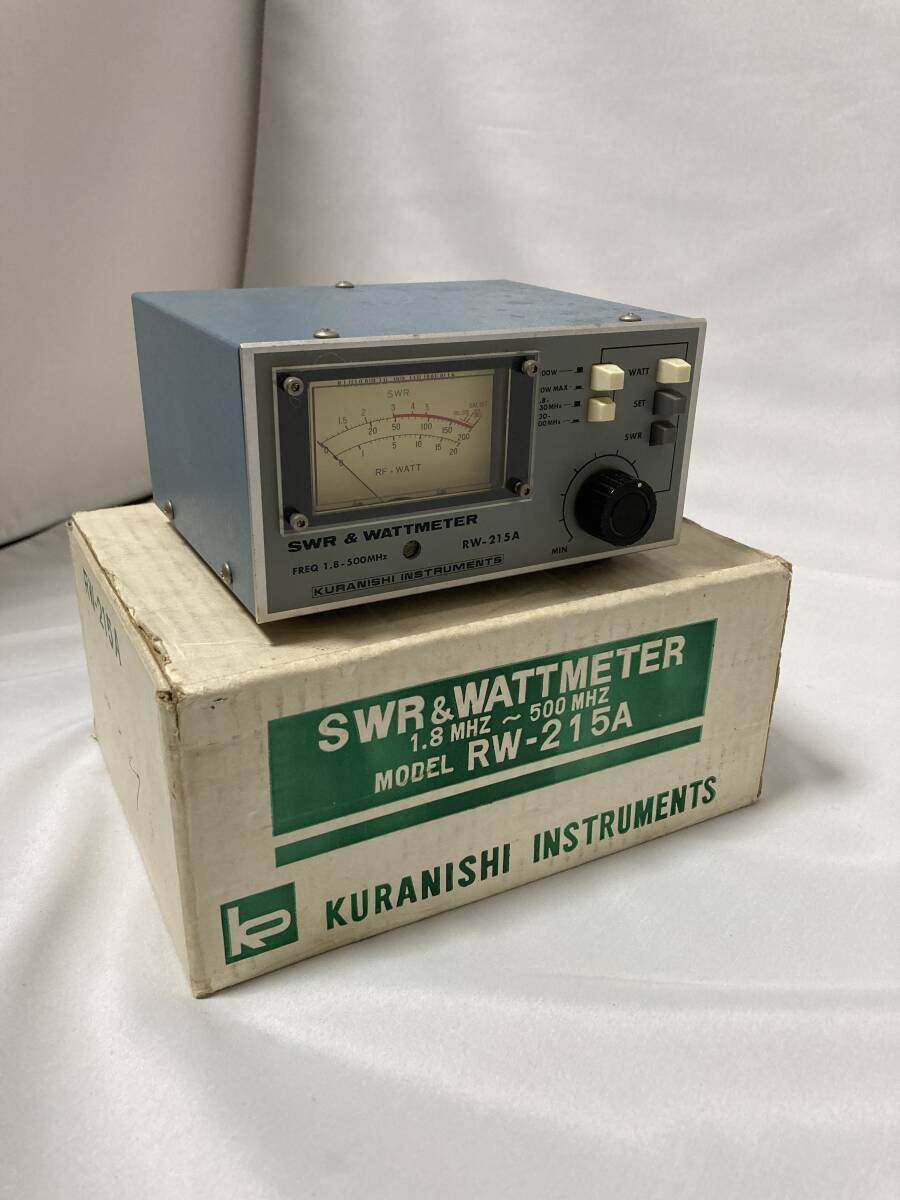 SWR
1.5 2 3 4 5
20 50 100 150 200
0 1 5 10 15 20
RF - WATT
WATT
SET
SWR
MIN
SWR & WATTMETER
FREQ 1.8-500MHz
RW-215A
KURANISHI INSTRUMENTS
RW-215A
SWR & WATTMETER
1.8 MHZ ~ 500 MHZ
MODEL RW-215A
KURANISHI INSTRUMENTS